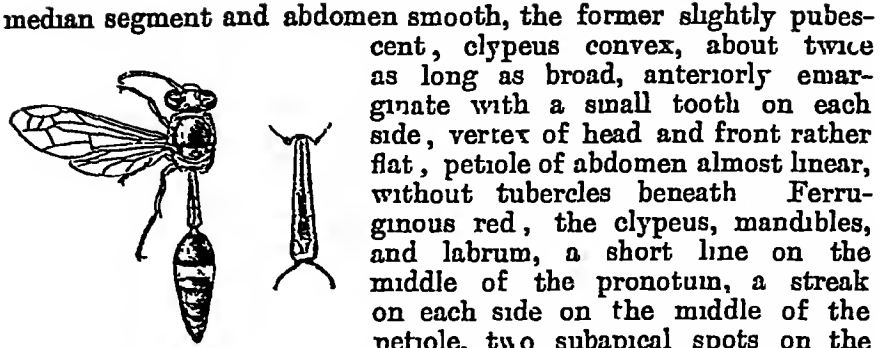 median segment and abdomen smooth, the former slightly pubes-
cent, clypeus convex, about twice
as long as broad, anteriorly emar-
ginate with a small tooth on each
side, vertex of head and front rather
flat, petiole of abdomen almost linear,
without tubercles beneath Ferru-
ginous red, the clypeus, mandibles,
and labrum, a short line on the
middle of the pronotum, a streak
on each side on the middle of the
petiole, two subapical spots on the